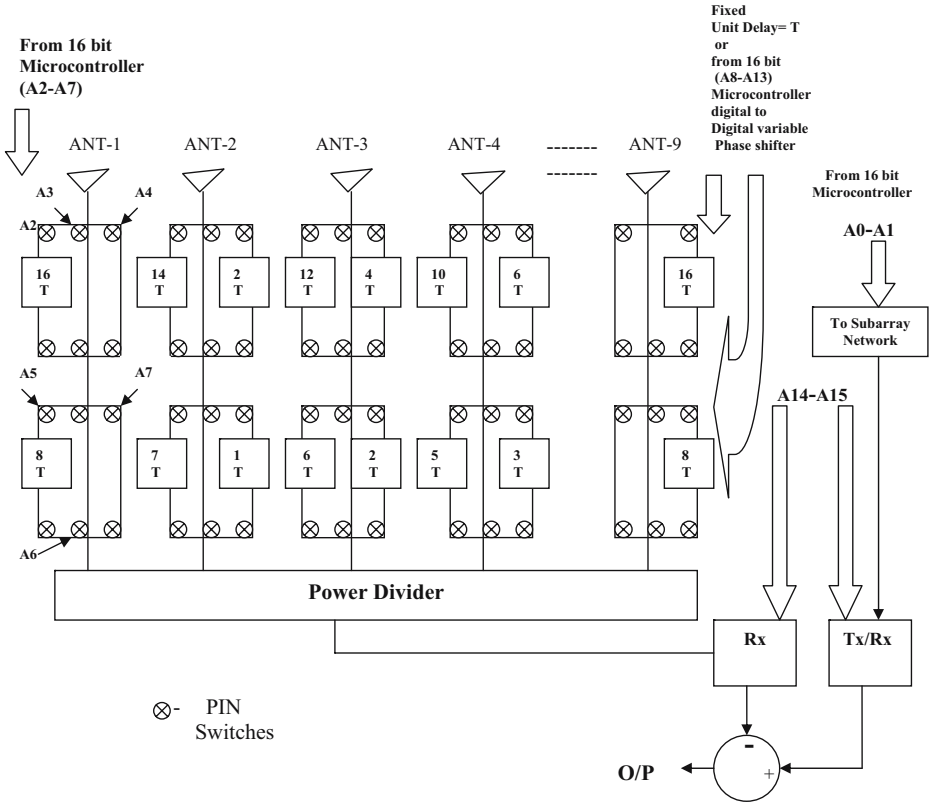 From 16 bit
Microcontroller
(A2-A7)
Fixed
Unit Delay= T
or
from 16 bit
(A8-A13)
Microcontroller
digital to
Digital variable
Phase shifter
ANT-1
ANT-2
ANT-3
ANT-4
-------
ANT-9
------
From 16 bit
Microcontroller
A0-A1
A3
A4
A2
16
T
14
T
2
T
12
T
4
T
10
T
6
T
16
T
To Subarray
Network
A5
A7
A14-A15
8
T
7
T
1
T
6
T
2
T
5
T
3
T
8
T
A6
Power Divider
Rx
Tx/Rx
- PIN
Switches
-
+
O/P